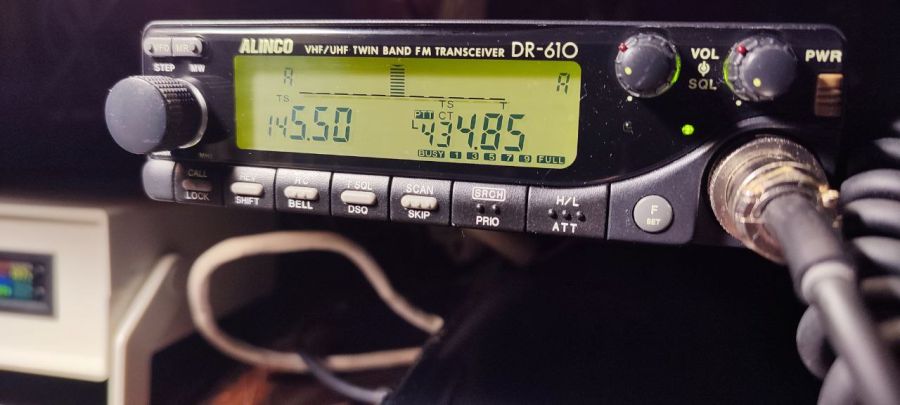 ALINCO VHF/UHF TWIN BAND FM TRANSCEIVER DR-610
VFO MR
STEP MW
A A
TS TS T
PTT CT
145.50 L 434.85
BUSY 1 3 5 7 9 FULL
VOL
SQL
PWR
CALL REV SCAN SRCH H/L F
LOCK SHIFT BELL DSQ SKIP PRIO ATT SET